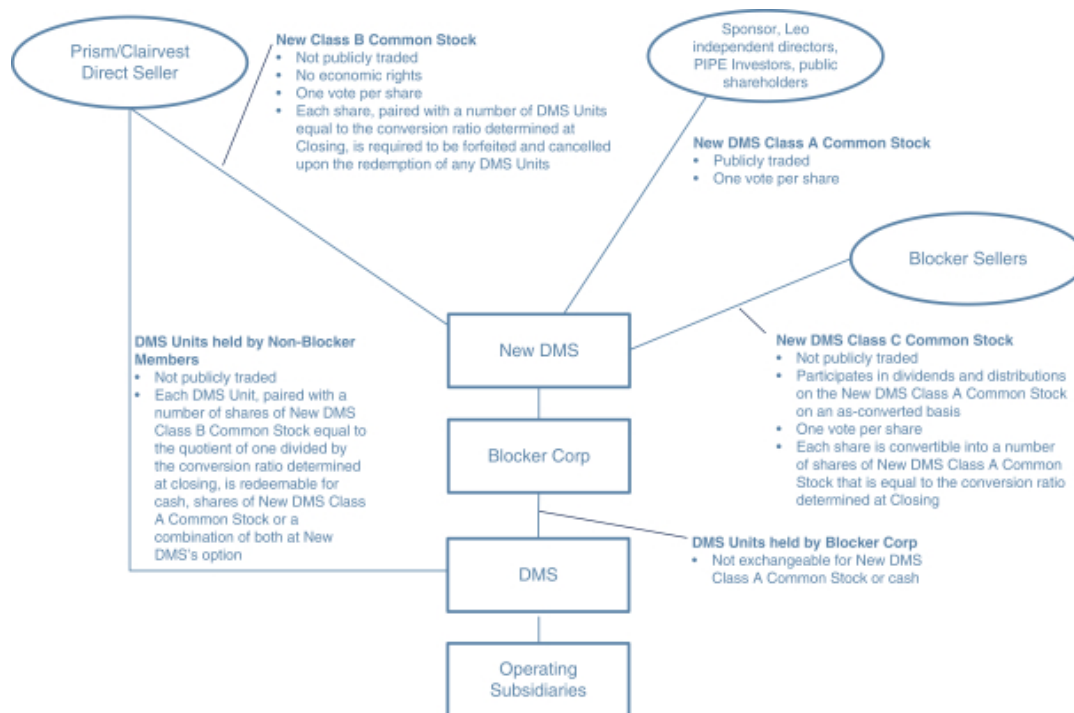 Prism/Clairvest
Direct Seller
New Class B Common Stock
• Not publicly traded
• No economic rights
• One vote per share
• Each share, paired with a number of DMS Units
equal to the conversion ratio determined at
Closing, is required to be forfeited and cancelled
upon the redemption of any DMS Units
Sponsor, Leo
independent directors,
PIPE Investors, public
shareholders
New DMS Class A Common Stock
• Publicly traded
• One vote per share
Blocker Sellers
DMS Units held by Non-Blocker
Members
• Not publicly traded
• Each DMS Unit, paired with a
number of shares of New DMS
Class B Common Stock equal to
the quotient of one divided by
the conversion ratio determined
at closing, is redeemable for
cash, shares of New DMS Class
A Common Stock or a
combination of both at New
DMS's option
New DMS
New DMS Class C Common Stock
• Not publicly traded
• Participates in dividends and distributions
on the New DMS Class A Common Stock
on an as-converted basis
• One vote per share
• Each share is convertible into a number
of shares of New DMS Class A Common
Stock that is equal to the conversion ratio
determined at Closing
Blocker Corp
DMS Units held by Blocker Corp
• Not exchangeable for New DMS
Class A Common Stock or cash
DMS
Operating
Subsidiaries